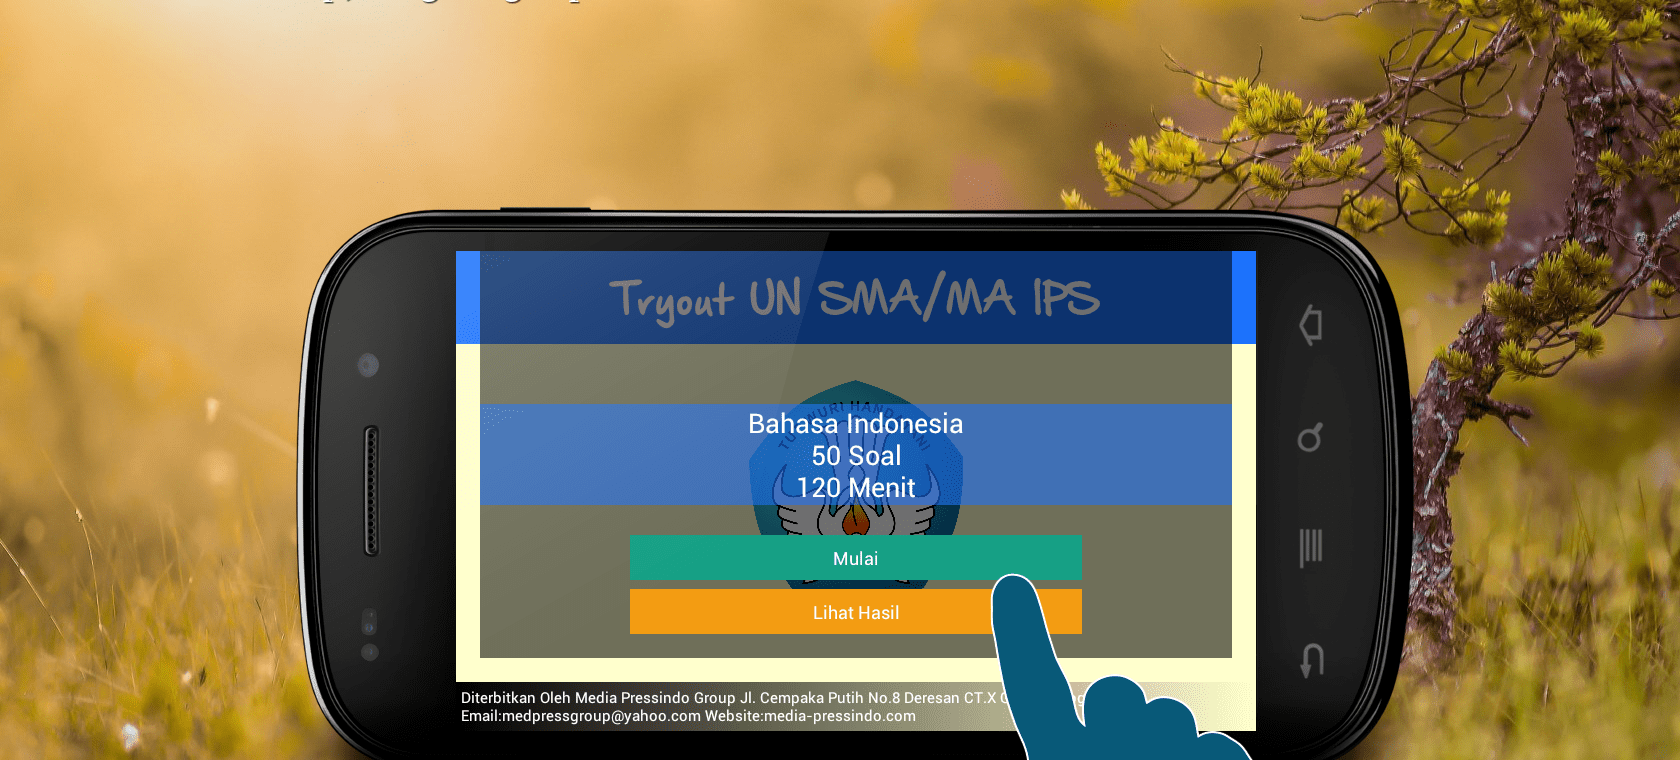 Tryout UN SMA/MA IPS
TUT WURI HANDAYANI
Bahasa Indonesia
50 Soal
120 Menit
Mulai
Lihat Hasil
Diterbitkan Oleh Media Pressindo Group Jl. Cempaka Putih No.8 Deresan CT.X
Email:medpressgroup@yahoo.com Website:media-pressindo.com